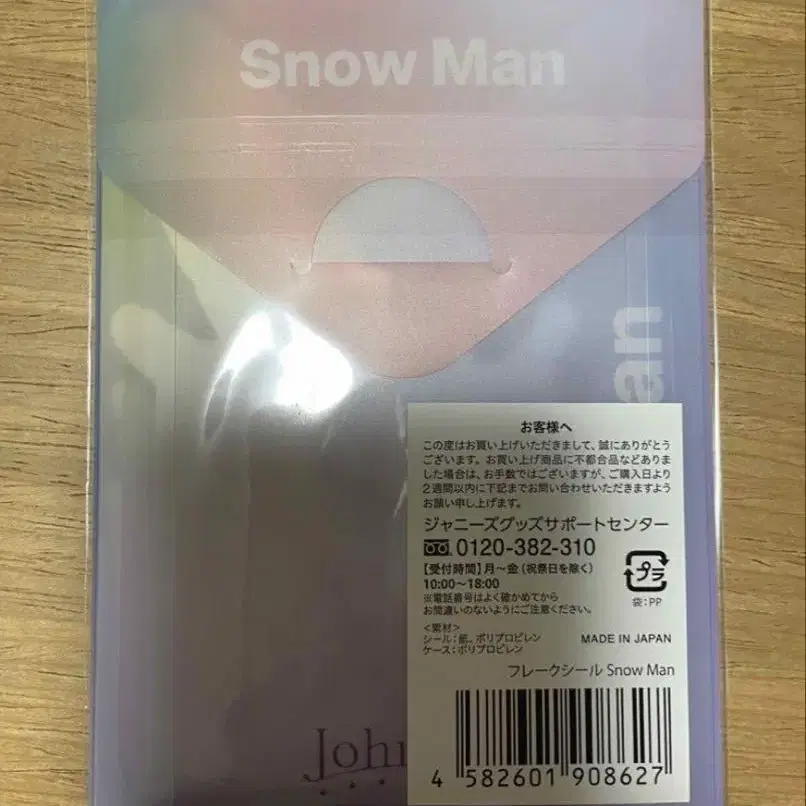 Snow Man
an
お客様へ
この度はお買い上げいただきまして、誠にありがとう
ございます。お買い上げ商品に不都合品などありま
した場合は、お手数ではございますが、ご購入日より
2週間以内に下記までお問い合わせいただきますよう
お願い申し上げます。
ジャニーズグッズサポートセンター
0120-382-310
【受付時間】月〜金(祝祭日を除く)
10:00〜18:00
※電話番号はよく確かめてから
お間違いのないようにご注意ください。
プラ
袋:PP
<素材>
シール:紙、ポリプロピレン
ケース:ポリプロピレン
MADE IN JAPAN
フレークシール Snow Man
4 582601 908627
John